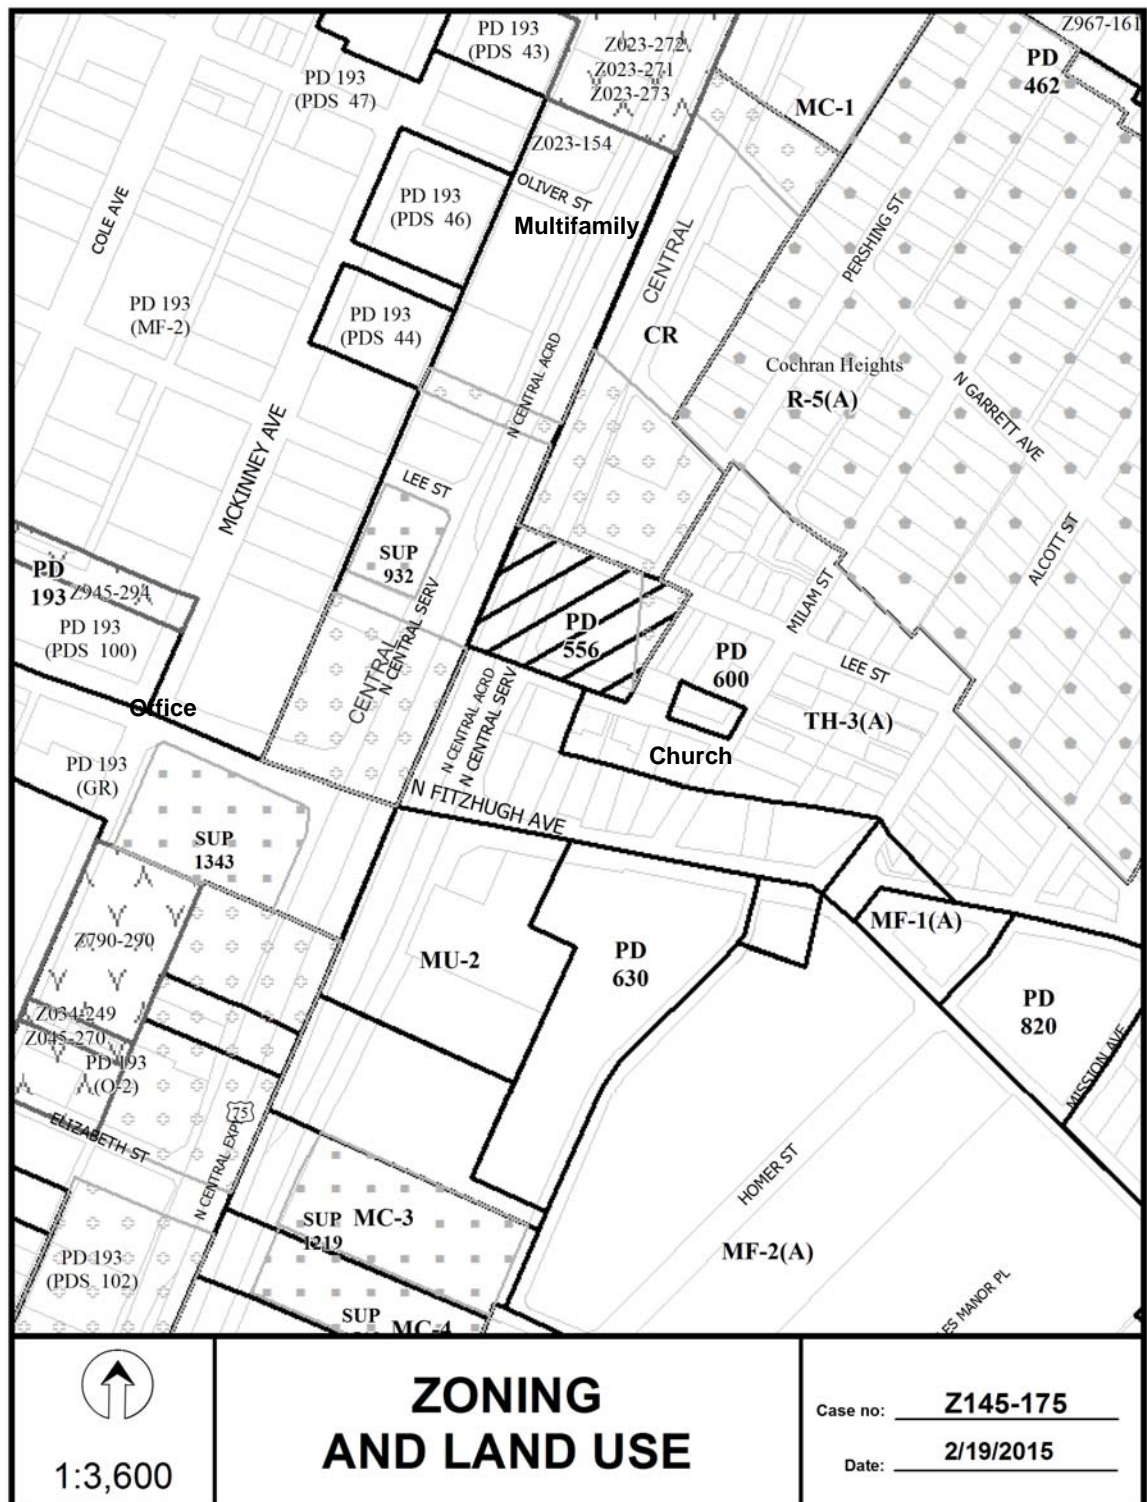 PD 193
(PDS 43)
Z023-272
Z023-271
Z023-273
Z967-161
PD
462
PD 193
(PDS 47)
MC-1
Z023-154
PD 193
(PDS 46)
OLIVER ST
Multifamily
COLE AVE
PERSHING ST
CENTRAL
PD 193
(MF-2)
PD 193
(PDS 44)
CR
N CENTRAL ACRD
Cochran Heights
R-5(A)
N GARRETT AVE
MCKINNEY AVE
LEE ST
ALCOTT ST
SUP
932
PD
193
Z945-294
PD 193
(PDS 100)
CENTRAL
N CENTRAL SERV
PD
556
MILAM ST
PD
600
LEE ST
TH-3(A)
Office
N CENTRAL ACRD
N CENTRAL SERV
Church
PD 193
(GR)
N FITZHUGH AVE
SUP
1343
MF-1(A)
Z790-290
MU-2
PD
630
PD
820
Z034-249
Z045-270
PD 193
(O-2)
MISSION AVE
75
ELIZABETH ST
N CENTRAL EXPY
HOMER ST
SUP
1219
MC-3
MF-2(A)
PD 193
(PDS 102)
SUP
MC-4
LES MANOR PL
1:3,600
ZONING
AND LAND USE
Case no: Z145-175
Date: 2/19/2015